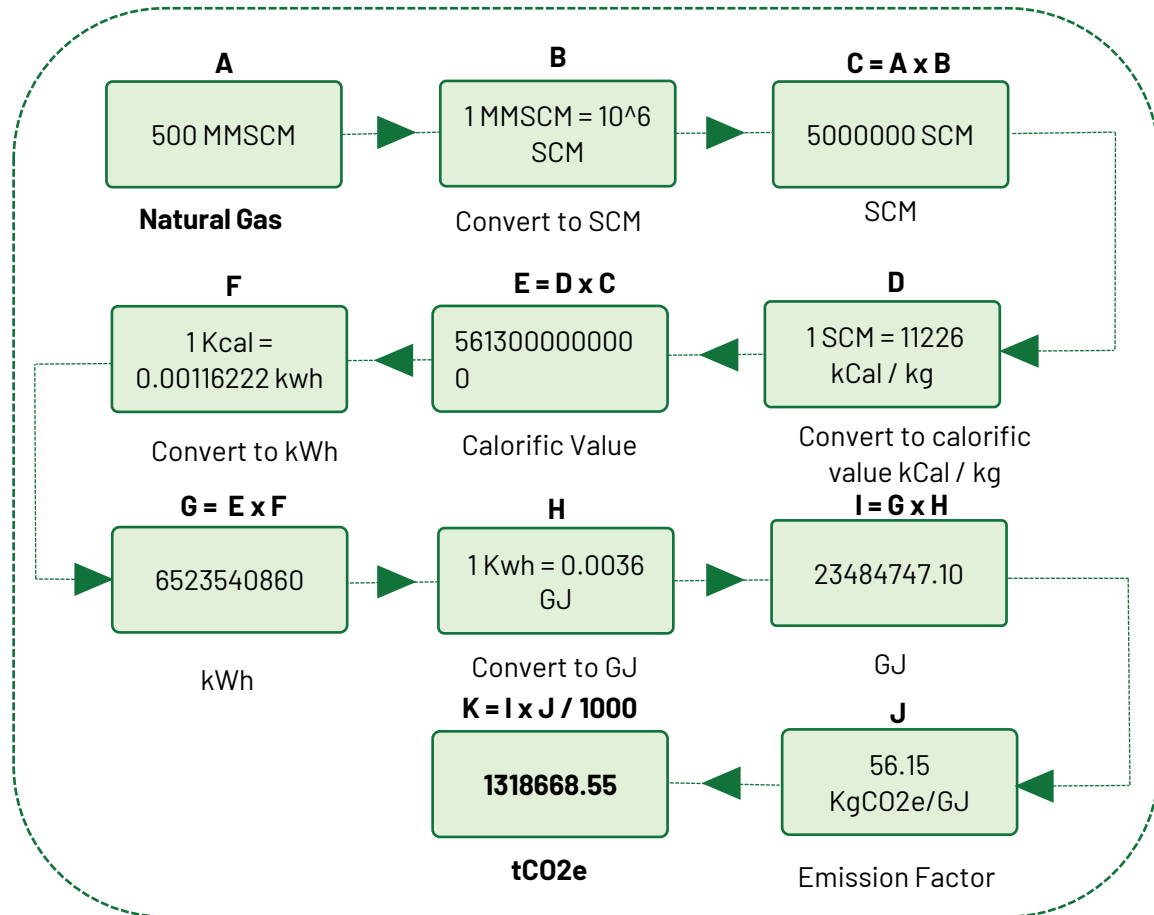 A
500 MMSCM
Natural Gas
B
1 MMSCM = 10^6
SCM
Convert to SCM
C = A x B
5000000 SCM
SCM
D
1 SCM = 11226
kCal / kg
Convert to calorific
value kCal / kg
E = D x C
561300000000
0
Calorific Value
F
1 Kcal =
0.00116222 kwh
Convert to kWh
G =  E x F
6523540860
kWh
H
1 Kwh = 0.0036
GJ
Convert to GJ
I = G x H
23484747.10
GJ
J
56.15
KgCO2e/GJ
Emission Factor
K = I x J / 1000
1318668.55
tCO2e